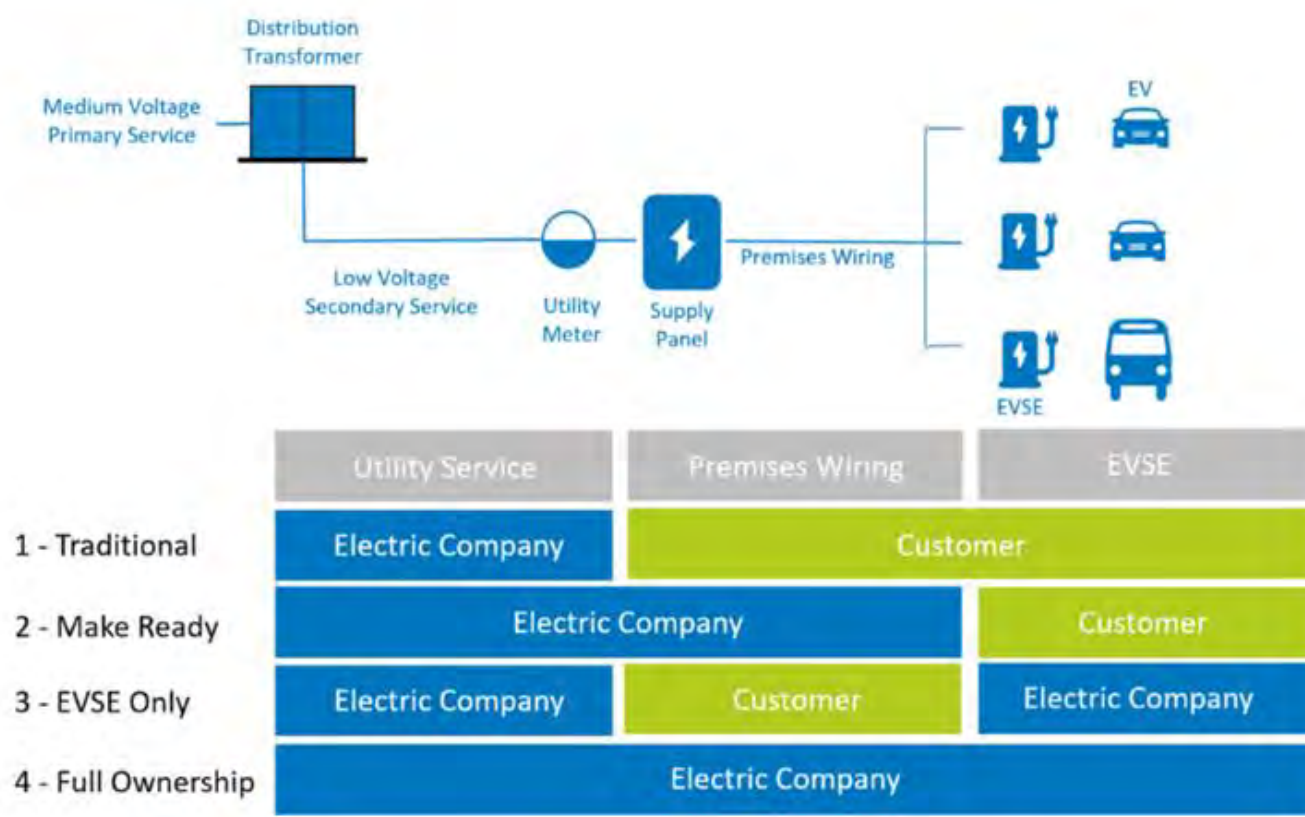 Distribution
Transformer
Medium Voltage
Primary Service
EV
Low Voltage
Secondary Service
Utility
Meter
Supply
Panel
Premises Wiring
EVSE
Utility Service
Premises Wiring
EVSE
1 - Traditional
Electric Company
Customer
2 - Make Ready
Electric Company
Customer
3 - EVSE Only
Electric Company
Customer
Electric Company
4 - Full Ownership
Electric Company